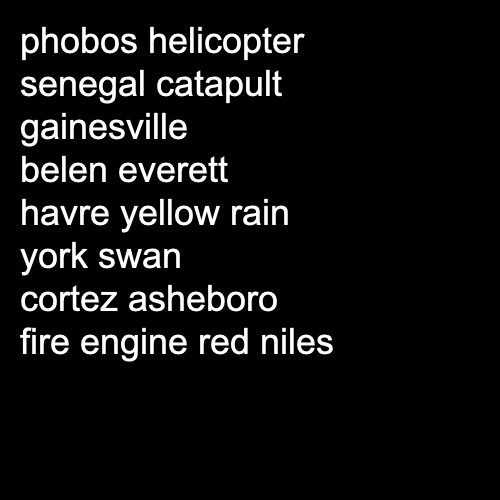 phobos helicopter
senegal catapult
gainesville
belen everett
havre yellow rain
york swan
cortez asheboro
fire engine red niles